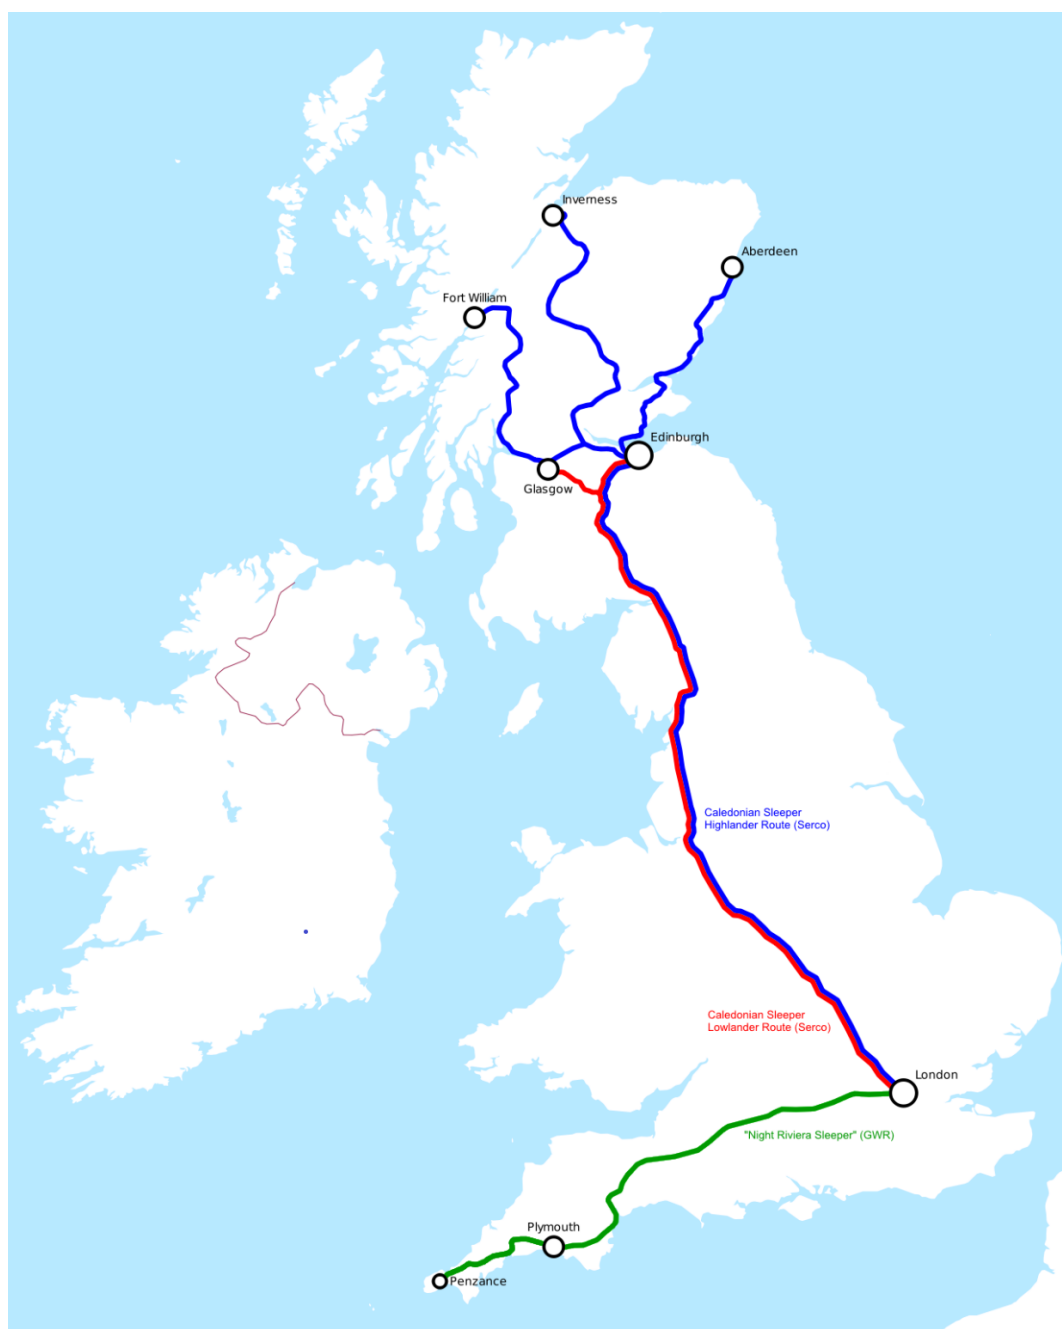 Inverness
Aberdeen
Fort William
Edinburgh
Glasgow
Caledonian Sleeper
Highlander Route (Serco)
Caledonian Sleeper
Lowlander Route (Serco)
London
"Night Riviera Sleeper" (GWR)
Plymouth
Penzance